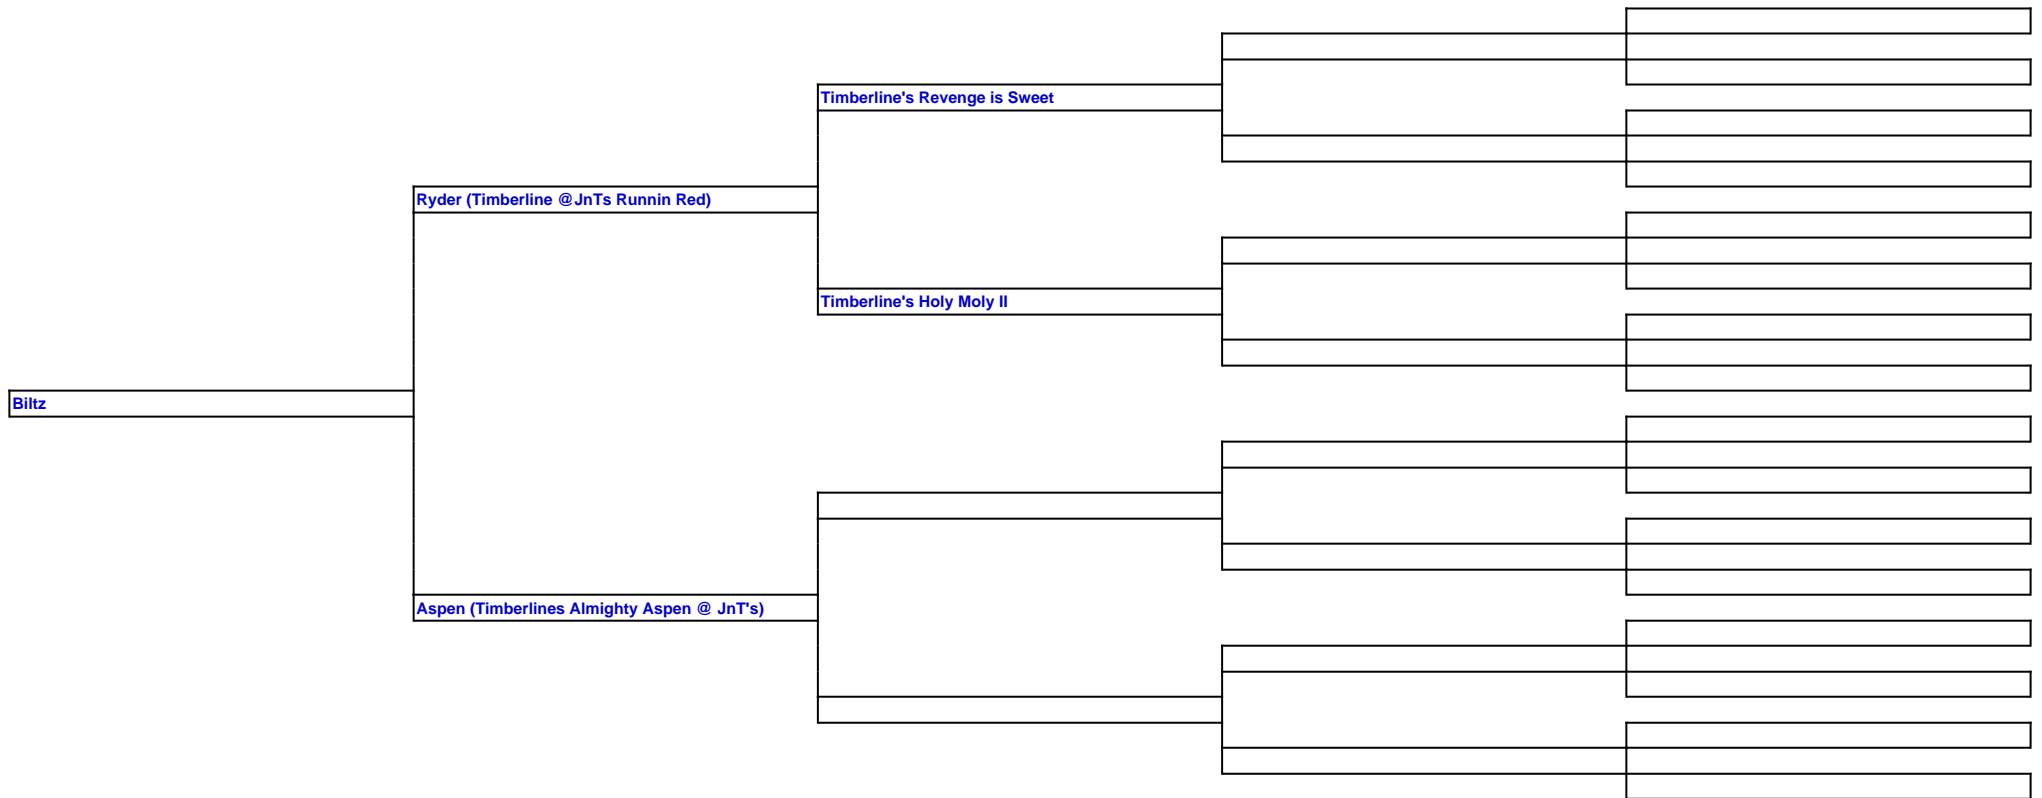 Timberline's Revenge is Sweet
Ryder (Timberline @JnTs Runnin Red)
Timberline's Holy Moly II
Biltz
Aspen (Timberlines Almighty Aspen @ JnT's)